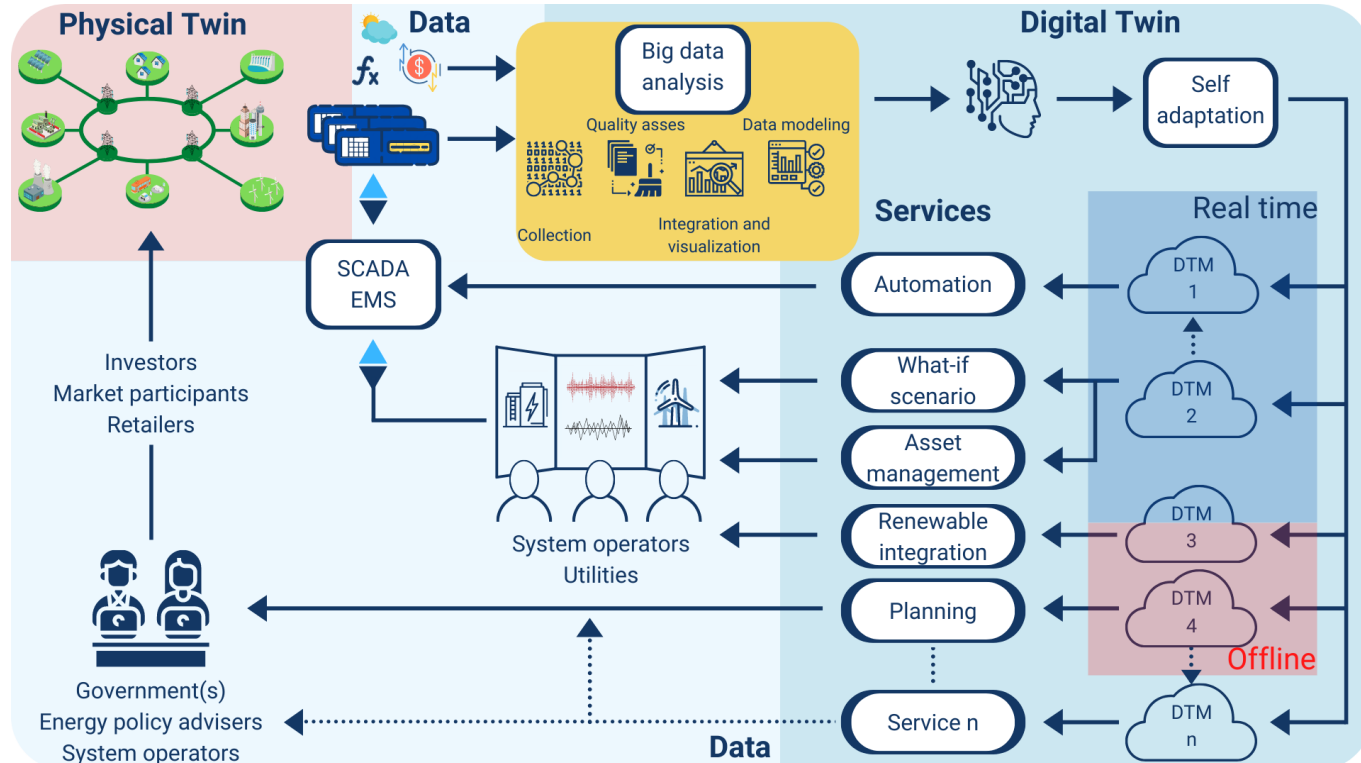 Physical Twin
Data
Digital Twin
fx
$
Big data
analysis
Quality asses
Data modeling
Collection
Integration and
visualization
Self
adaptation
SCADA
EMS
Services
Real time
Automation
DTM
1
What-if
scenario
DTM
2
Asset
management
Renewable
integration
DTM
3
Planning
DTM
4
Offline
Service n
DTM
n
System operators
Utilities
Investors
Market participants
Retailers
Government(s)
Energy policy advisers
System operators
Data